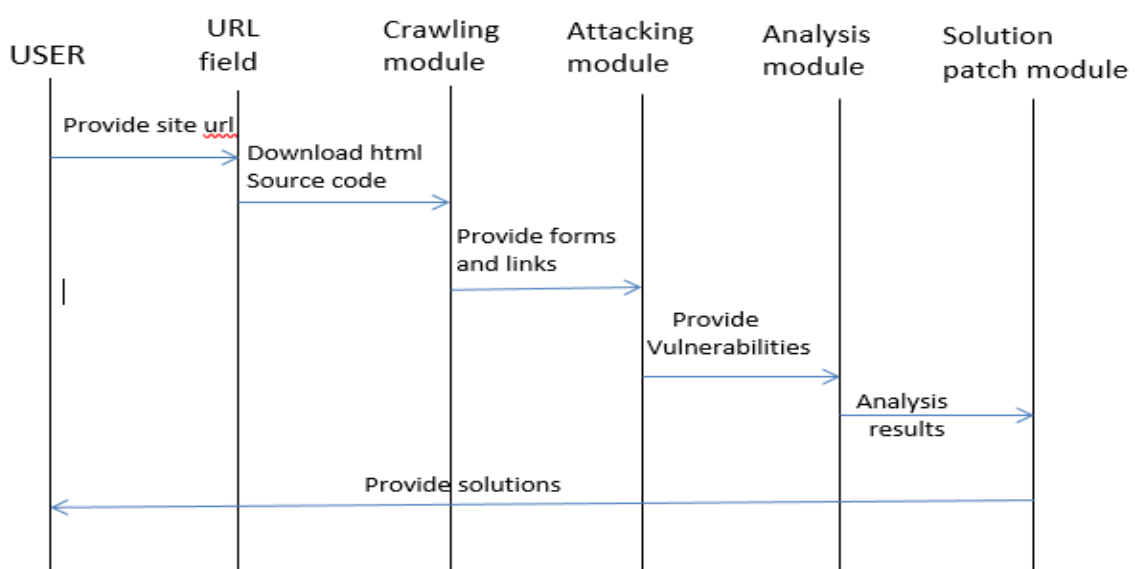 USER
URL
field
Crawling
module
Attacking
module
Analysis
module
Solution
patch module
Provide site url
Download html
Source code
Provide forms
and links
Provide
Vulnerabilities
Analysis
results
Provide solutions